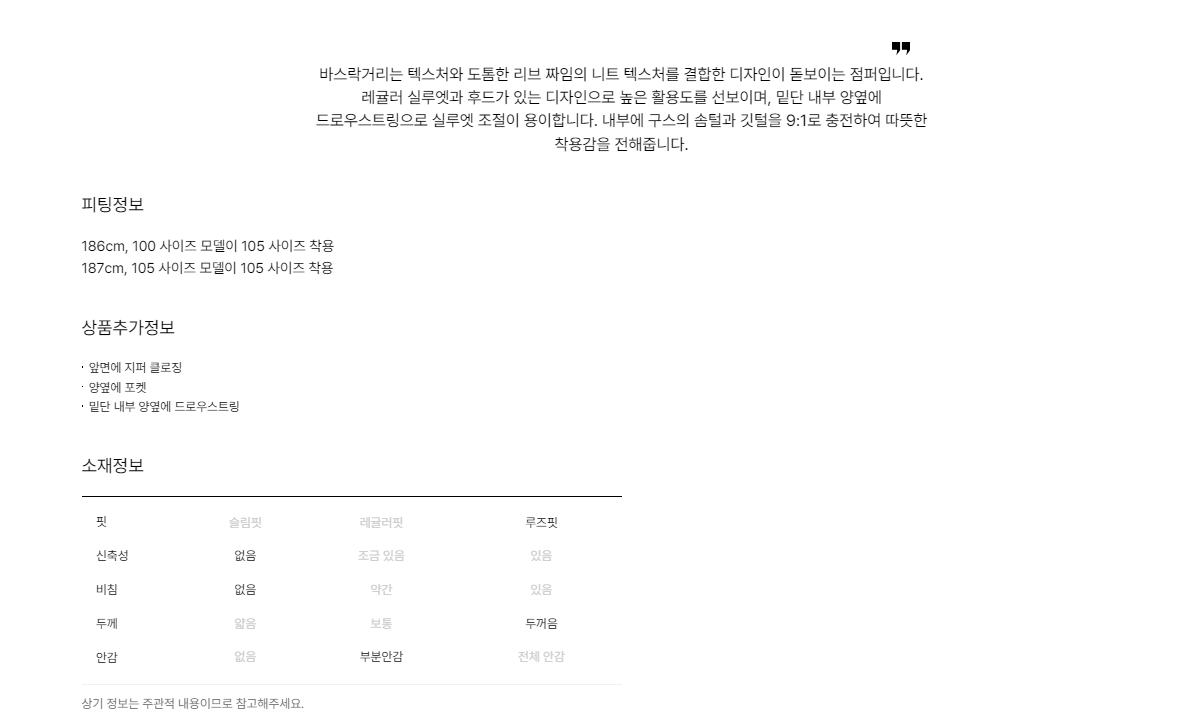 ❞
바스락거리는 텍스처와 도톰한 리브 짜임의 니트 텍스처를 결합한 디자인이 돋보이는 점퍼입니다.
레귤러 실루엣과 후드가 있는 디자인으로 높은 활용도를 선보이며, 밑단 내부 양옆에
드로우스트링으로 실루엣 조절이 용이합니다. 내부에 구스의 솜털과 깃털을 9:1로 충전하여 따뜻한
착용감을 전해줍니다.
피팅정보
186cm, 100 사이즈 모델이 105 사이즈 착용
187cm, 105 사이즈 모델이 105 사이즈 착용
상품추가정보
· 앞면에 지퍼 클로징
· 양옆에 포켓
· 밑단 내부 양옆에 드로우스트링
소재정보
핏 슬림핏 레귤러핏 루즈핏
신축성 없음 조금 있음 있음
비침 없음 약간 있음
두께 얇음 보통 두꺼움
안감 없음 부분안감 전체 안감
상기 정보는 주관적 내용이므로 참고해주세요.